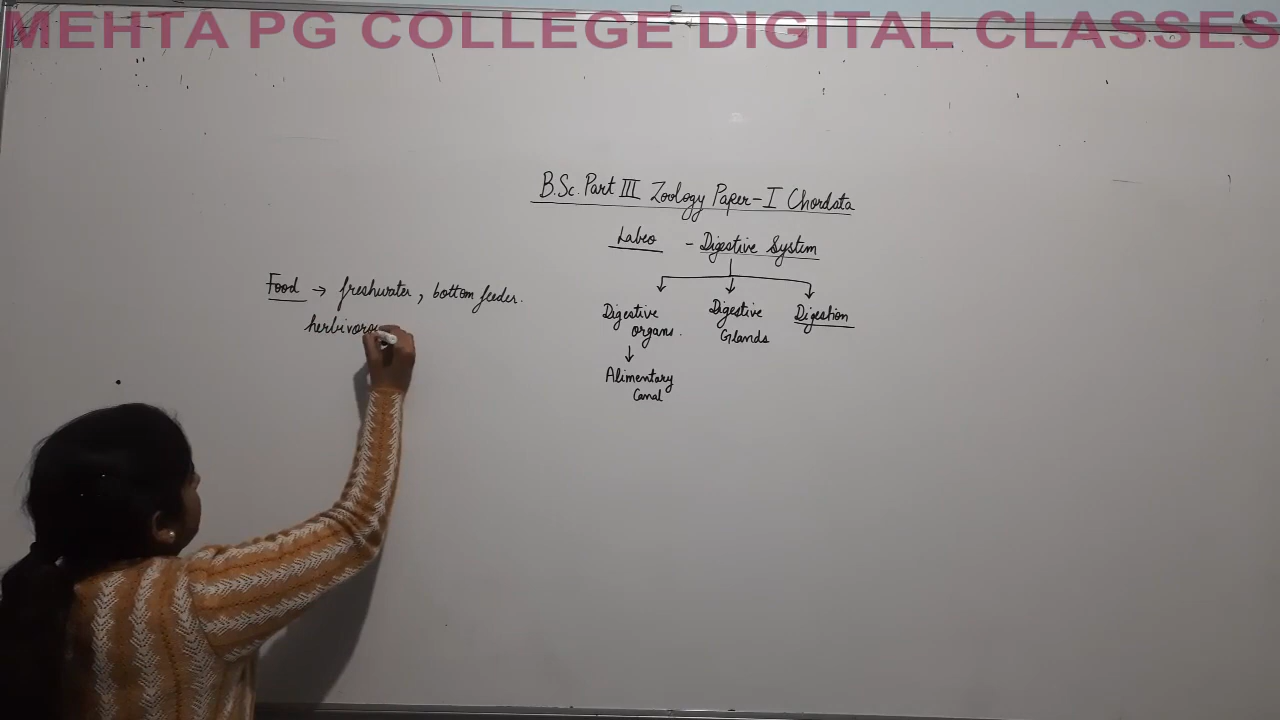 MEHTA PG COLLEGE DIGITAL CLASSES
B.Sc. Part III Zoology Paper-I Chordata
Labeo - Digestive System
Food → freshwater, bottom feeder.
herbivorou
Digestive organs.
Digestive Glands
Digestion
↓
Alimentary Canal